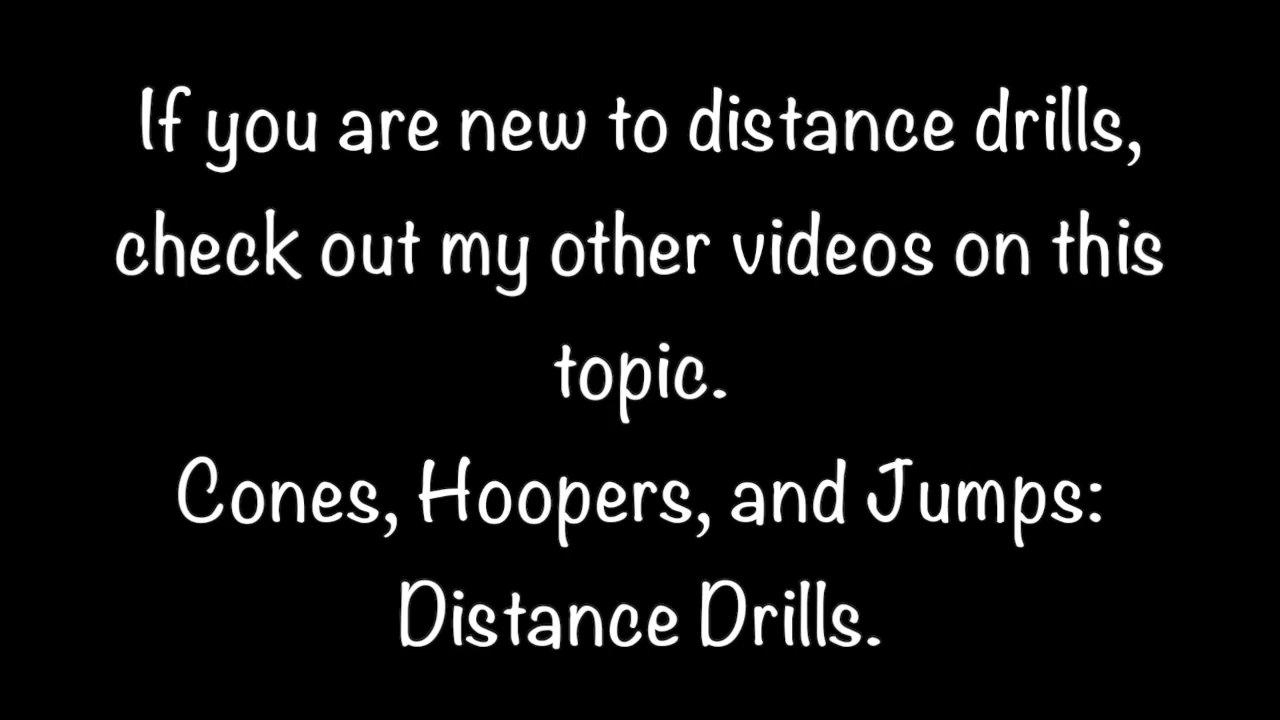 If you are new to distance drills,
check out my other videos on this
topic.
Cones, Hoopers, and Jumps:
Distance Drills.